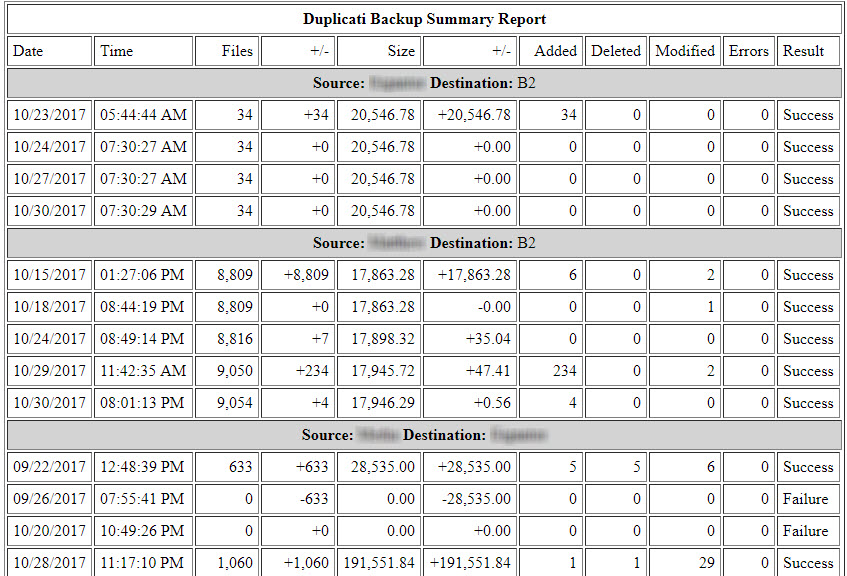 Duplicati Backup Summary Report
Date Time Files +/- Size +/- Added Deleted Modified Errors Result
Source: Destination: B2
10/23/2017 05:44:44 AM 34 +34 20,546.78 +20,546.78 34 0 0 0 Success
10/24/2017 07:30:27 AM 34 +0 20,546.78 +0.00 0 0 0 0 Success
10/27/2017 07:30:27 AM 34 +0 20,546.78 +0.00 0 0 0 0 Success
10/30/2017 07:30:29 AM 34 +0 20,546.78 +0.00 0 0 0 0 Success
Source: Destination: B2
10/15/2017 01:27:06 PM 8,809 +8,809 17,863.28 +17,863.28 6 0 2 0 Success
10/18/2017 08:44:19 PM 8,809 +0 17,863.28 -0.00 0 0 1 0 Success
10/24/2017 08:49:14 PM 8,816 +7 17,898.32 +35.04 0 0 0 0 Success
10/29/2017 11:42:35 AM 9,050 +234 17,945.72 +47.41 234 0 2 0 Success
10/30/2017 08:01:13 PM 9,054 +4 17,946.29 +0.56 4 0 0 0 Success
Source: Destination:
09/22/2017 12:48:39 PM 633 +633 28,535.00 +28,535.00 5 5 6 0 Success
09/26/2017 07:55:41 PM 0 -633 0.00 -28,535.00 0 0 0 0 Failure
10/20/2017 10:49:26 PM 0 +0 0.00 +0.00 0 0 0 0 Failure
10/28/2017 11:17:10 PM 1,060 +1,060 191,551.84 +191,551.84 1 1 29 0 Success